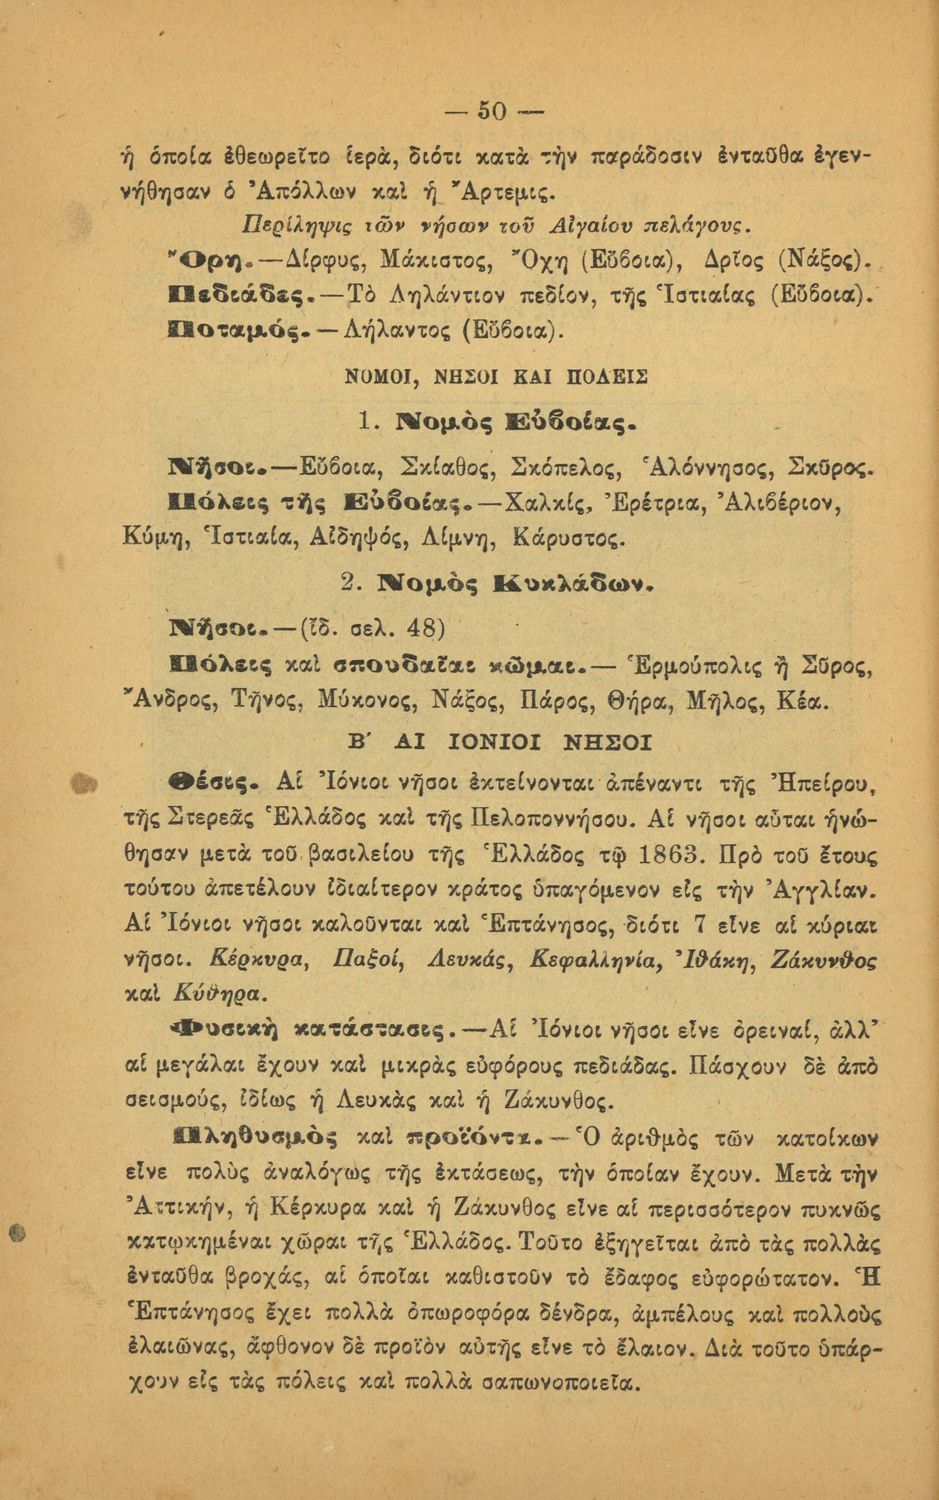 — 50 —
ἡ ὁποία ἐθεωρεῖτο ἱερὰ, διότι κατὰ τὴν παράδοσιν ἐνταῦθα ἐγεν-
νήθησαν ὁ Ἀπόλλων καὶ ἡ Ἄρτεμις.
Περίληψις τῶν νήσων τοῦ Αἰγαίου πελάγους.
Ὄρη.—Δίρφυς, Μάκιστος, Ὄχη (Εὔβοια), Δρῖος (Νάξος).
Πεδιάδες.—Τὸ Ληλάντιον πεδίον, τῆς Ἱστιαίας (Εὔβοια).
Ποταμός.—Λήλαντος (Εὔβοια).
ΝΟΜΟΙ, ΝΗΣΟΙ ΚΑΙ ΠΟΛΕΙΣ
1. Νομὸς Εὐβοίας.
Νῆσοι.—Εὔβοια, Σκίαθος, Σκόπελος, Ἁλόννησος, Σκῦρος.
Πόλεις τῆς Εὐβοίας.—Χαλκίς, Ἐρέτρια, Ἀλιβέριον,
Κύμη, Ἱστιαία, Αἰδηψός, Λίμνη, Κάρυστος.
2. Νομὸς Κυκλάδων.
Νῆσοι.—(ἴδ. σελ. 48)
Πόλεις καὶ σπουδαῖαι κῶμαι.— Ἑρμούπολις ἢ Σῦρος,
Ἄνδρος, Τῆνος, Μύκονος, Νάξος, Πάρος, Θήρα, Μῆλος, Κέα.
Β′ ΑΙ ΙΟΝΙΟΙ ΝΗΣΟΙ
Θέσις. Αἱ Ἰόνιοι νῆσοι ἐκτείνονται ἀπέναντι τῆς Ἠπείρου,
τῆς Στερεᾶς Ἑλλάδος καὶ τῆς Πελοποννήσου. Αἱ νῆσοι αὗται ἡνώ-
θησαν μετὰ τοῦ βασιλείου τῆς Ἑλλάδος τῷ 1863. Πρὸ τοῦ ἔτους
τούτου ἀπετέλουν ἰδιαίτερον κράτος ὑπαγόμενον εἰς τὴν Ἀγγλίαν.
Αἱ Ἰόνιοι νῆσοι καλοῦνται καὶ Ἑπτάνησος, διότι 7 εἶνε αἱ κύριαι
νῆσοι. Κέρκυρα, Παξοί, Λευκάς, Κεφαλληνία, Ἰθάκη, Ζάκυνθος
καὶ Κύθηρα.
Φυσικὴ κατάστασις.—Αἱ Ἰόνιοι νῆσοι εἶνε ὀρειναί, ἀλλ’
αἱ μεγάλαι ἔχουν καὶ μικρὰς εὐφόρους πεδιάδας. Πάσχουν δὲ ἀπὸ
σεισμούς, ἰδίως ἡ Λευκὰς καὶ ἡ Ζάκυνθος.
Πληθυσμὸς καὶ προϊόντα.—Ὁ ἀριθμὸς τῶν κατοίκων
εἶνε πολὺς ἀναλόγως τῆς ἐκτάσεως, τὴν ὁποίαν ἔχουν. Μετὰ τὴν
Ἀττικήν, ἡ Κέρκυρα καὶ ἡ Ζάκυνθος εἶνε αἱ περισσότερον πυκνῶς
κατῳκημέναι χῶραι τῆς Ἑλλάδος. Τοῦτο ἐξηγεῖται ἀπὸ τὰς πολλὰς
ἐνταῦθα βροχάς, αἱ ὁποῖαι καθιστοῦν τὸ ἔδαφος εὐφορώτατον. Ἡ
Ἑπτάνησος ἔχει πολλὰ ὀπωροφόρα δένδρα, ἀμπέλους καὶ πολλοὺς
ἐλαιῶνας, ἄφθονον δὲ προϊὸν αὐτῆς εἶνε τὸ ἔλαιον. Διὰ τοῦτο ὑπάρ-
χουν εἰς τὰς πόλεις καὶ πολλὰ σαπωνοποιεῖα.